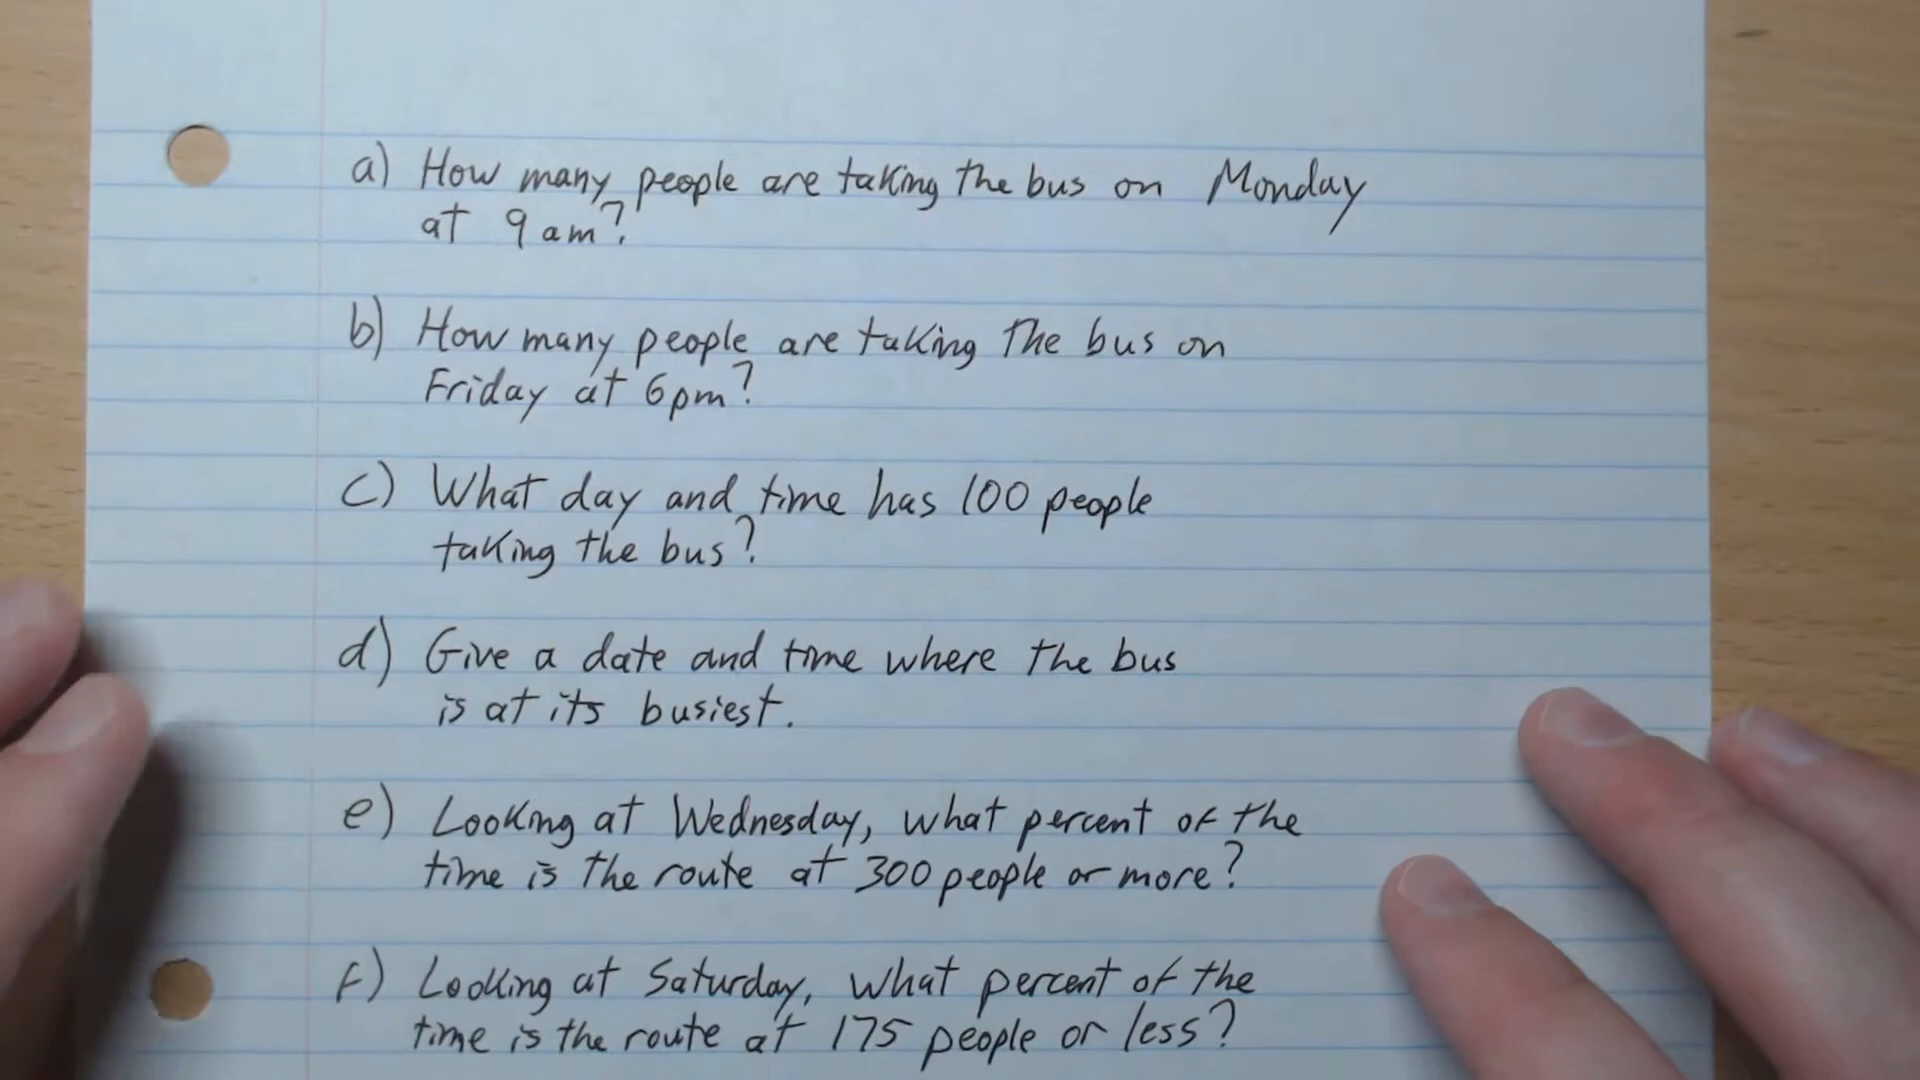 a) How many people are taking the bus on Monday
at 9 am?
b) How many people are taking the bus on
Friday at 6pm?
c) What day and time has 100 people
taking the bus?
d) Give a date and time where the bus
is at its busiest.
e) Looking at Wednesday, what percent of the
time is the route at 300 people or more?
f) Looking at Saturday, what percent of the
time is the route at 175 people or less?